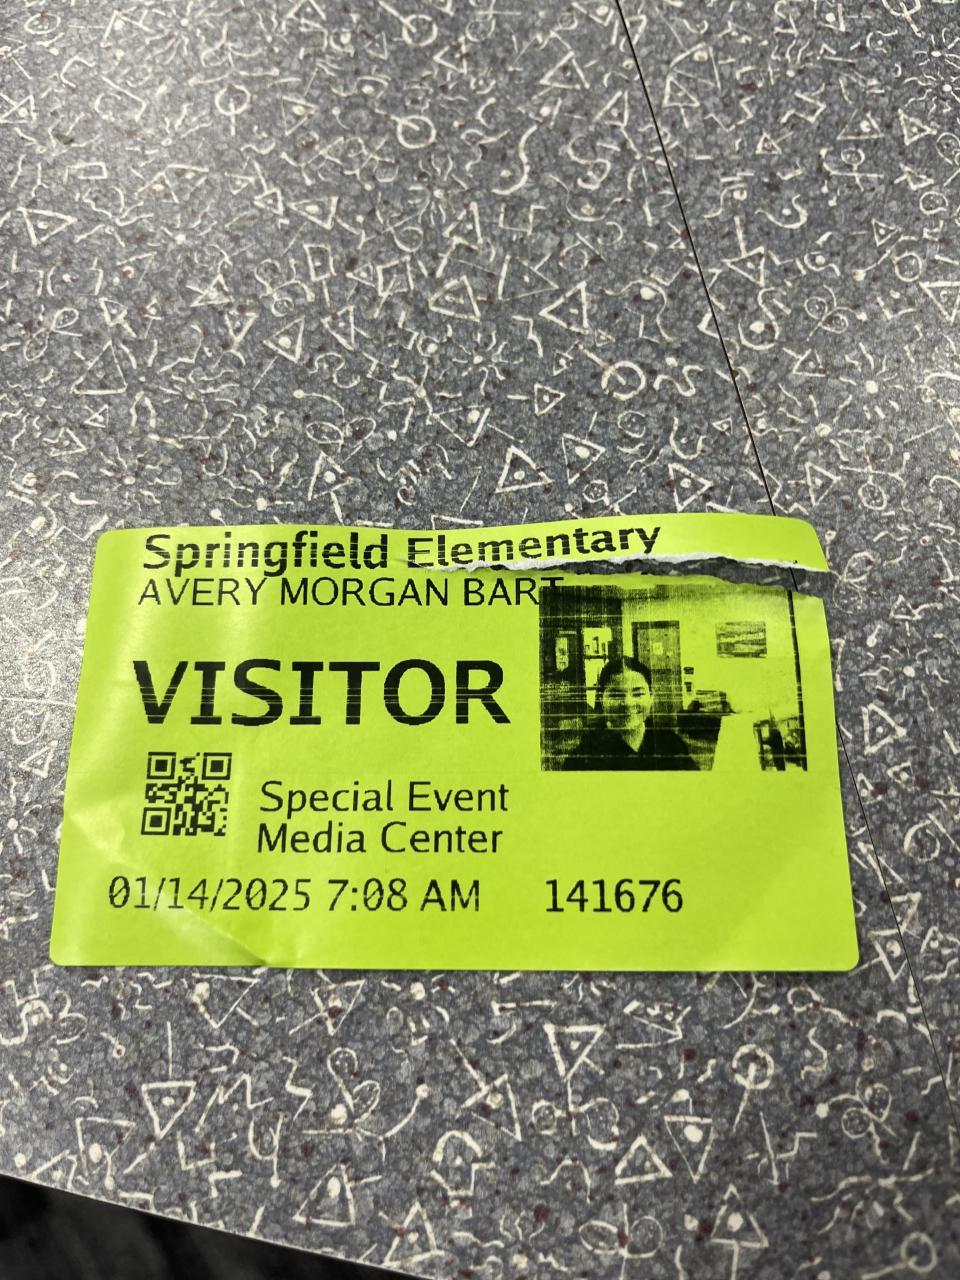 Springfield Elementary
AVERY MORGAN BART
VISITOR
Special Event
Media Center
01/14/2025 7:08 AM 141676